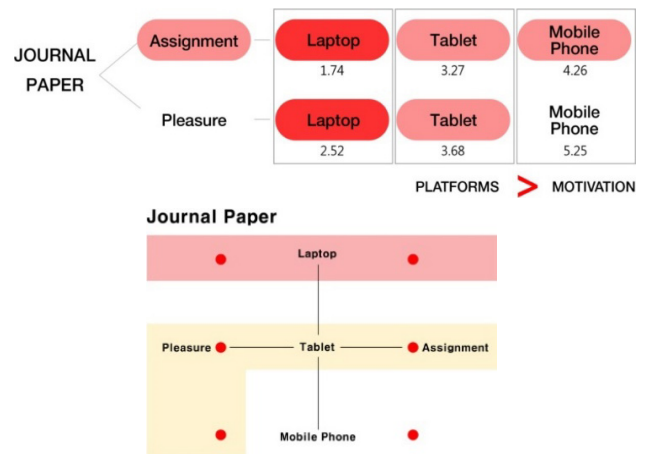 JOURNAL
PAPER
Assignment
Laptop
1.74
Tablet
3.27
Mobile
Phone
4.26
Pleasure
Laptop
2.52
Tablet
3.68
Mobile
Phone
5.25
PLATFORMS > MOTIVATION
Journal Paper
Laptop
Pleasure Tablet Assignment
Mobile Phone